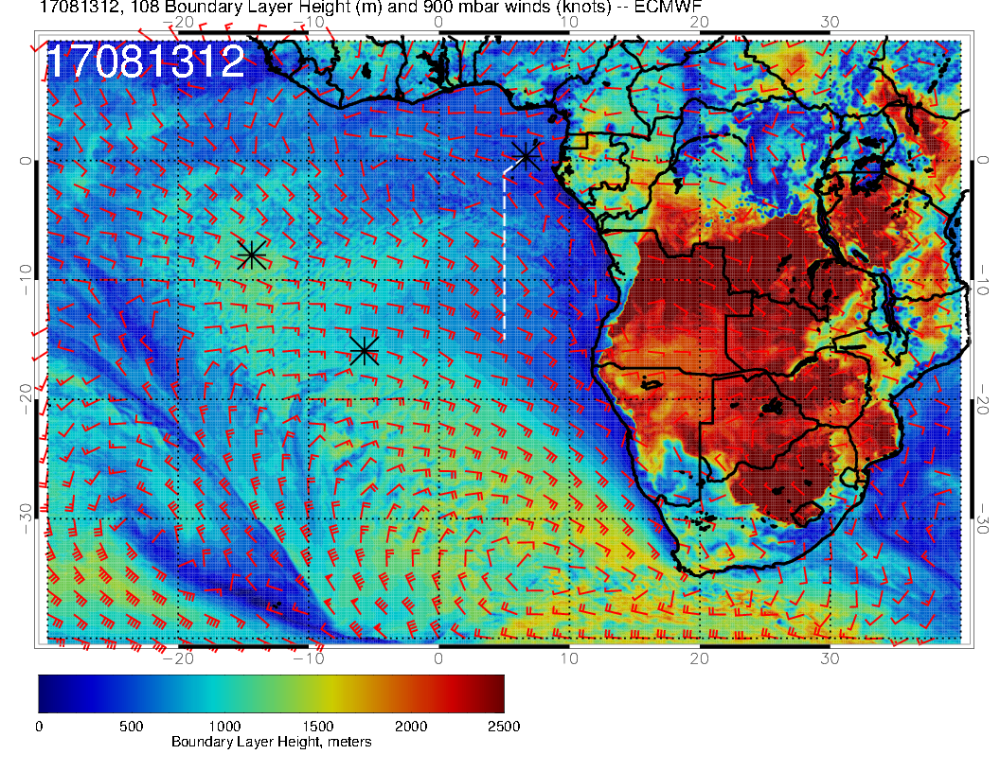 17081312, 108 Boundary Layer Height (m) and 900 mbar winds (knots) -- ECMWF
−20 −10 0 10 20 30
17081312
0 0
−10 −10
−20 −20
−30 −30
−20 −10 0 10 20 30
0 500 1000 1500 2000 2500
Boundary Layer Height, meters